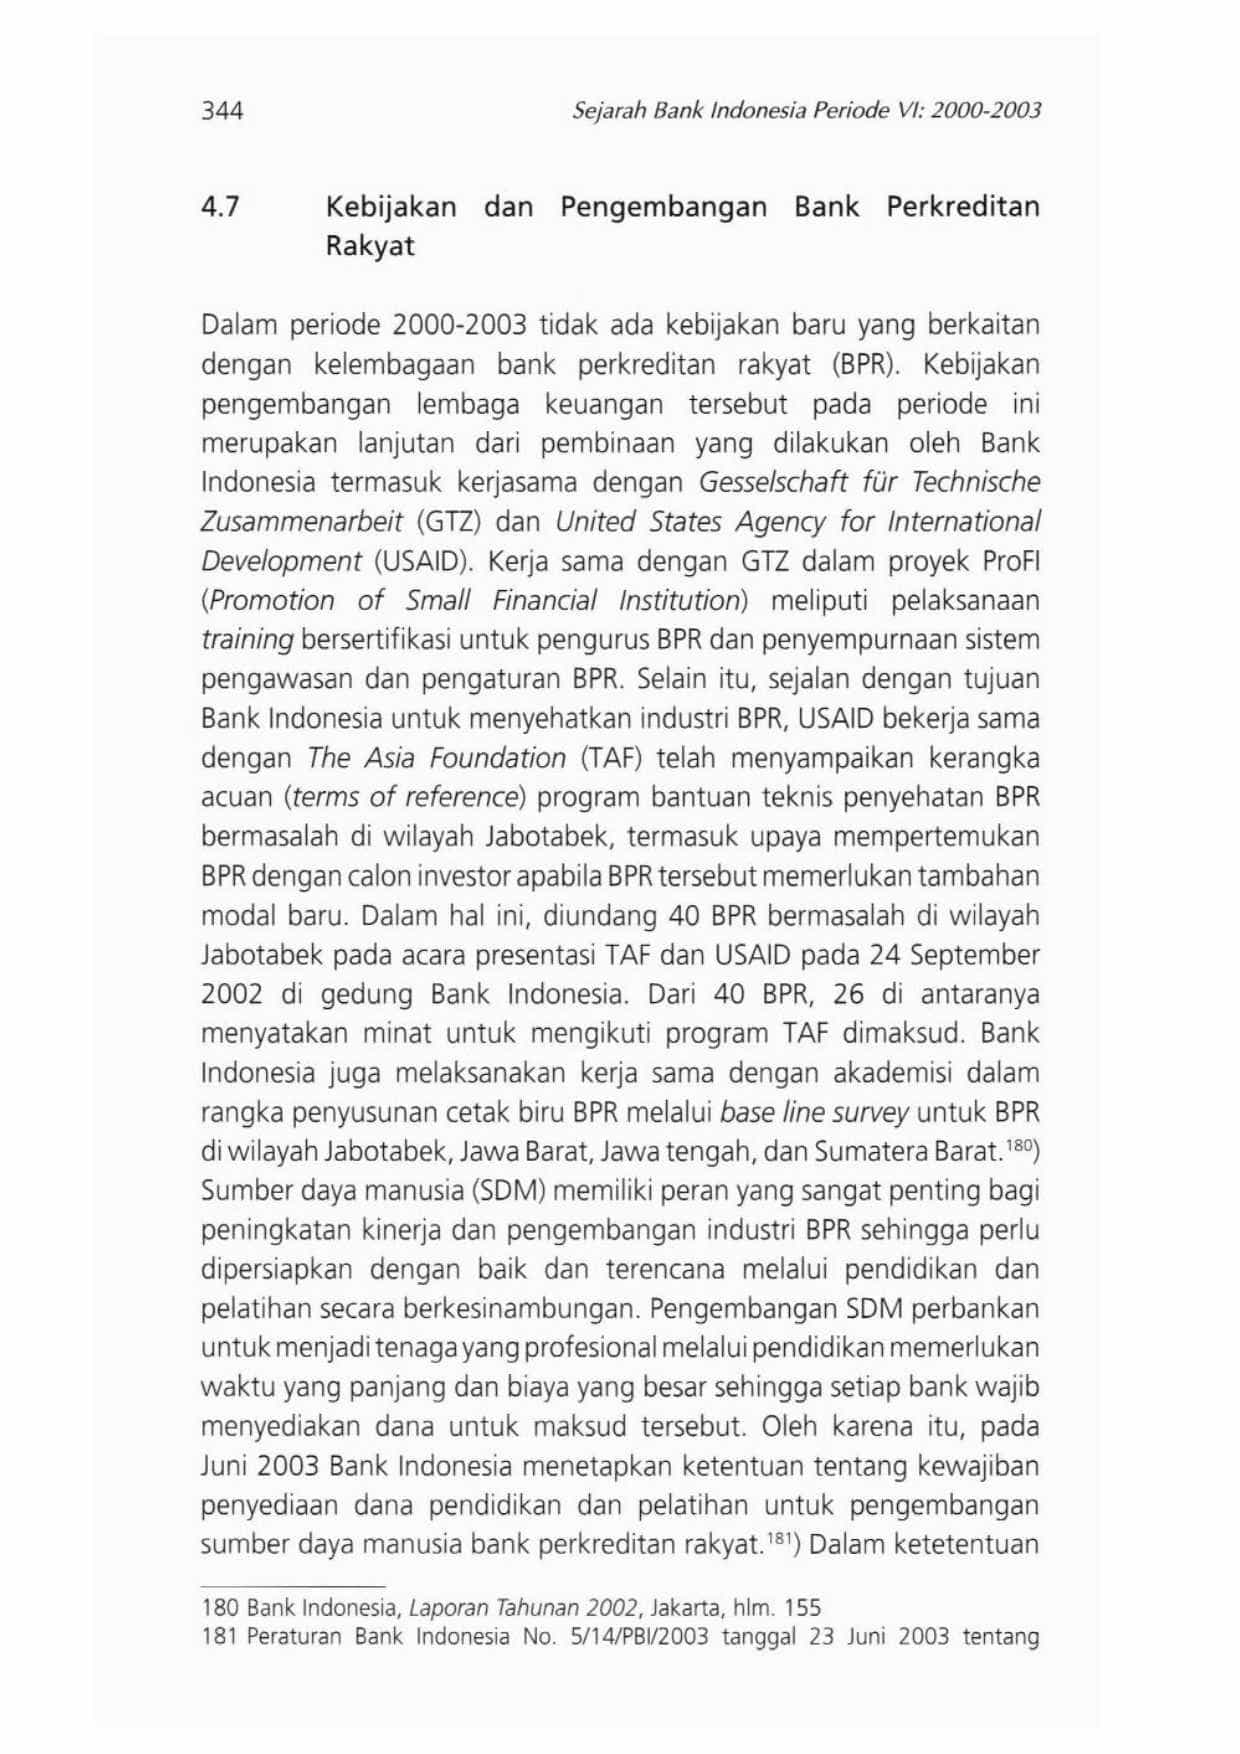 344
Sejarah Bank Indonesia Periode VI: 2000-2003
4.7 Kebijakan dan Pengembangan Bank Perkreditan
Rakyat
Dalam periode 2000-2003 tidak ada kebijakan baru yang berkaitan
dengan kelembagaan bank perkreditan rakyat (BPR). Kebijakan
pengembangan lembaga keuangan tersebut pada periode ini
merupakan lanjutan dari pembinaan yang dilakukan oleh Bank
Indonesia termasuk kerjasama dengan Gesselschaft für Technische
Zusammenarbeit (GTZ) dan United States Agency for International
Development (USAID). Kerja sama dengan GTZ dalam proyek ProFI
(Promotion of Small Financial Institution) meliputi pelaksanaan
training bersertifikasi untuk pengurus BPR dan penyempurnaan sistem
pengawasan dan pengaturan BPR. Selain itu, sejalan dengan tujuan
Bank Indonesia untuk menyehatkan industri BPR, USAID bekerja sama
dengan The Asia Foundation (TAF) telah menyampaikan kerangka
acuan (terms of reference) program bantuan teknis penyehatan BPR
bermasalah di wilayah Jabotabek, termasuk upaya mempertemukan
BPR dengan calon investor apabila BPR tersebut memerlukan tambahan
modal baru. Dalam hal ini, diundang 40 BPR bermasalah di wilayah
Jabotabek pada acara presentasi TAF dan USAID pada 24 September
2002 di gedung Bank Indonesia. Dari 40 BPR, 26 di antaranya
menyatakan minat untuk mengikuti program TAF dimaksud. Bank
Indonesia juga melaksanakan kerja sama dengan akademisi dalam
rangka penyusunan cetak biru BPR melalui base line survey untuk BPR
di wilayah Jabotabek, Jawa Barat, Jawa tengah, dan Sumatera Barat.180)
Sumber daya manusia (SDM) memiliki peran yang sangat penting bagi
peningkatan kinerja dan pengembangan industri BPR sehingga perlu
dipersiapkan dengan baik dan terencana melalui pendidikan dan
pelatihan secara berkesinambungan. Pengembangan SDM perbankan
untuk menjadi tenaga yang profesional melalui pendidikan memerlukan
waktu yang panjang dan biaya yang besar sehingga setiap bank wajib
menyediakan dana untuk maksud tersebut. Oleh karena itu, pada
Juni 2003 Bank Indonesia menetapkan ketentuan tentang kewajiban
penyediaan dana pendidikan dan pelatihan untuk pengembangan
sumber daya manusia bank perkreditan rakyat.181) Dalam ketetentuan
180 Bank Indonesia, Laporan Tahunan 2002, Jakarta, hlm. 155
181 Peraturan Bank Indonesia No. 5/14/PBI/2003 tanggal 23 Juni 2003 tentang